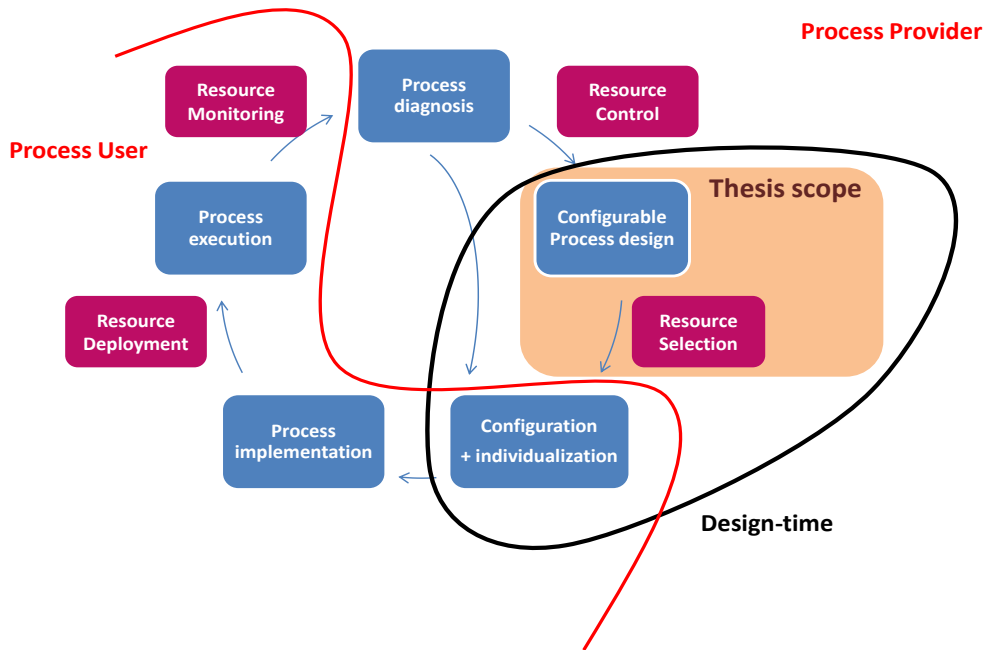 Process Provider
Process
diagnosis
Resource
Monitoring
Resource
Control
Process User
Thesis scope
Process
execution
Configurable
Process design
Resource
Deployment
Resource
Selection
Process
implementation
Configuration
+ individualization
Design-time